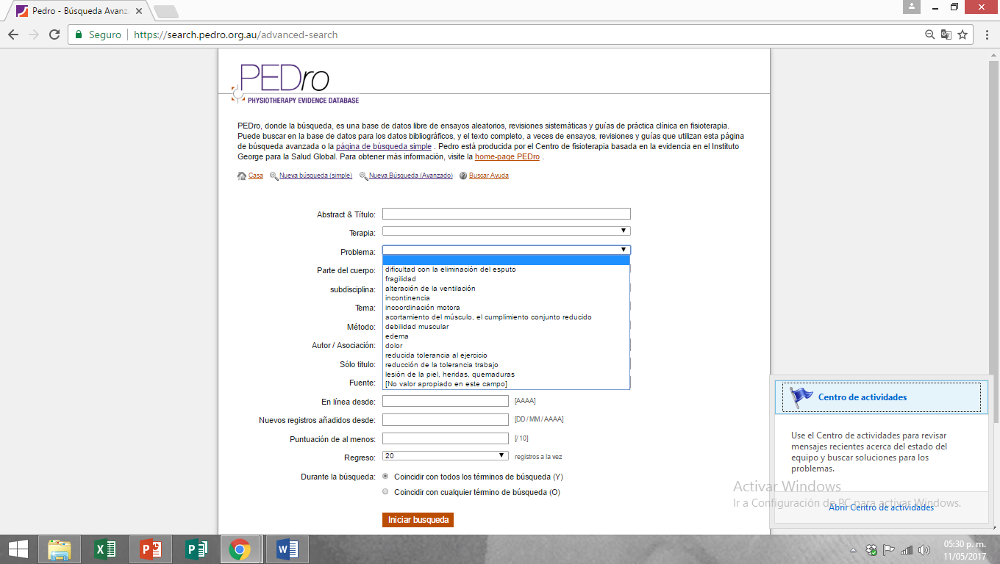 Pedro - Búsqueda Avanz
Seguro https://search.pedro.org.au/advanced-search
PEDro
PHYSIOTHERAPY EVIDENCE DATABASE
PEDro, donde la búsqueda, es una base de datos libre de ensayos aleatorios, revisiones sistemáticas y guías de práctica clínica en fisioterapia.
Puede buscar en la base de datos para los datos bibliográficos, y el texto completo, a veces de ensayos, revisiones y guías que utilizan esta página
de búsqueda avanzada o la página de búsqueda simple . Pedro está producida por el Centro de fisioterapia basada en la evidencia en el Instituto
George para la Salud Global. Para obtener más información, visite la home-page PEDro .
Casa Nueva búsqueda (simple) Nueva Búsqueda (Avanzado) Buscar Ayuda
Abstract & Título:
Terapia:
Problema:
dificultad con la eliminación del esputo
fragilidad
alteración de la ventilación
incontinencia
incoordinación motora
acortamiento del músculo, el cumplimiento conjunto reducido
debilidad muscular
edema
dolor
reducida tolerancia al ejercicio
reducción de la tolerancia trabajo
lesión de la piel, heridas, quemaduras
[No valor apropiado en este campo]
Parte del cuerpo:
subdisciplina:
Tema:
Método:
Autor / Asociación:
Sólo titulo:
Fuente:
En línea desde: [AAAA]
Nuevos registros añadidos desde: [DD / MM / AAAA]
Puntuación de al menos: [/ 10]
Regreso: 20 registros a la vez
Durante la búsqueda: Coincidir con todos los términos de búsqueda (Y)
Coincidir con cualquier término de búsqueda (O)
Iniciar busqueda
Centro de actividades
Use el Centro de actividades para revisar
mensajes recientes acerca del estado del
equipo y buscar soluciones para los
problemas.
Abrir Centro de actividades
Activar Windows
Ir a Configuración de PC para activar Windows.
05:30 p. m.
11/05/2017